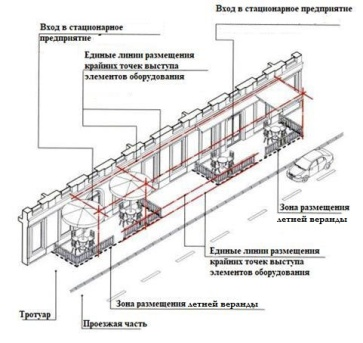 Вход в стационарное предприятие
Вход в стационарное
предприятие
Единые линии размещения
крайних точек выступа
элементов оборудования
Зона размещения
летней веранды
Единые линии размещения
крайних точек выступа
элементов оборудования
Зона размещения летней веранды
Тротуар
Проезжая часть